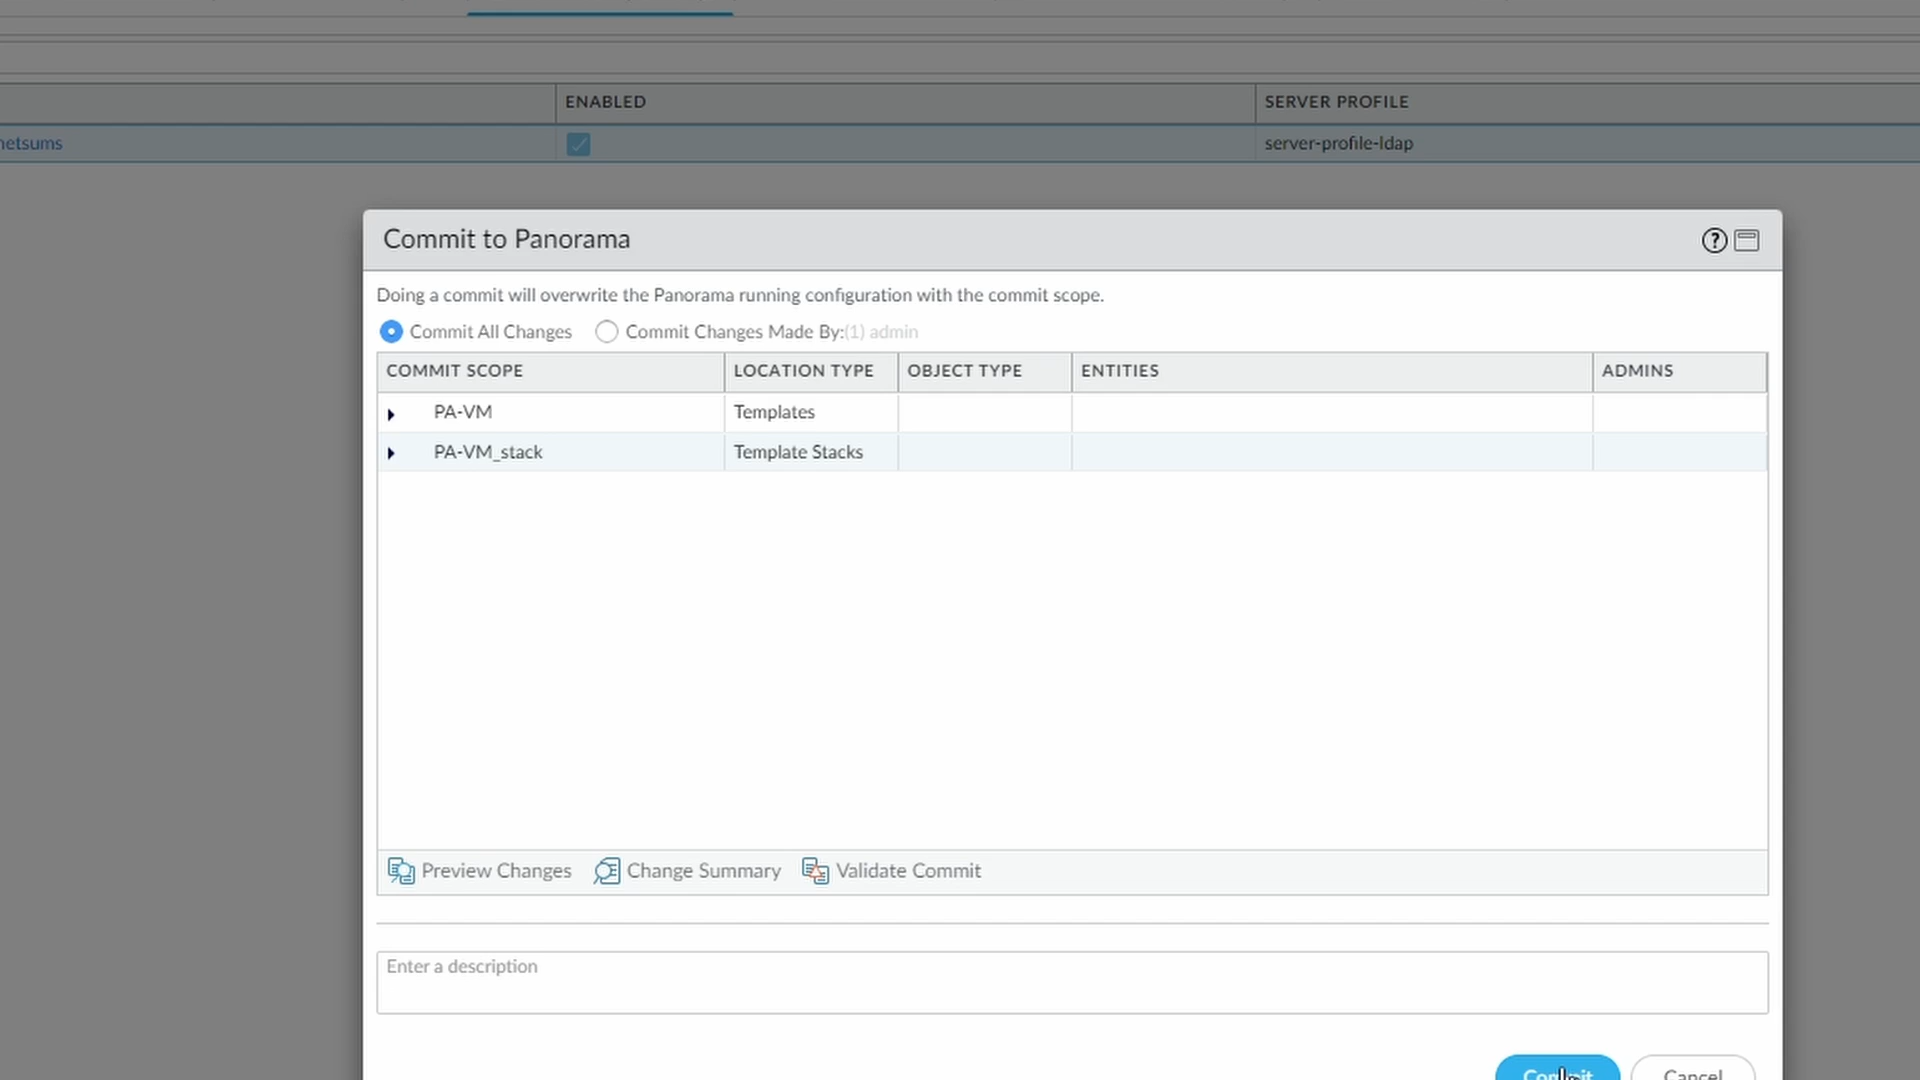 ENABLED SERVER PROFILE
netsums server-profile-ldap
Commit to Panorama
Doing a commit will overwrite the Panorama running configuration with the commit scope.
Commit All Changes Commit Changes Made By:(1) admin
COMMIT SCOPE LOCATION TYPE OBJECT TYPE ENTITIES ADMINS
PA-VM Templates
PA-VM_stack Template Stacks
Preview Changes Change Summary Validate Commit
Enter a description
Commit Cancel